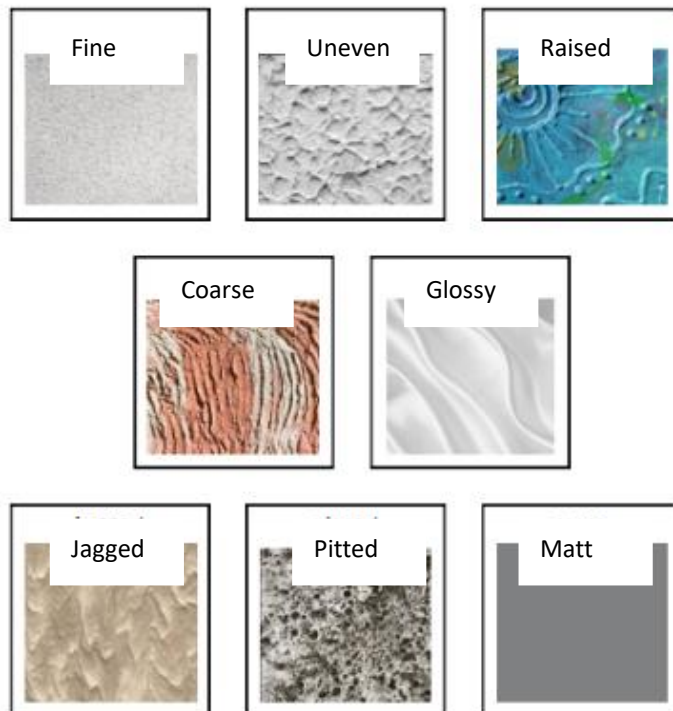 Fine
Uneven
Raised
Coarse
Glossy
Jagged
Pitted
Matt